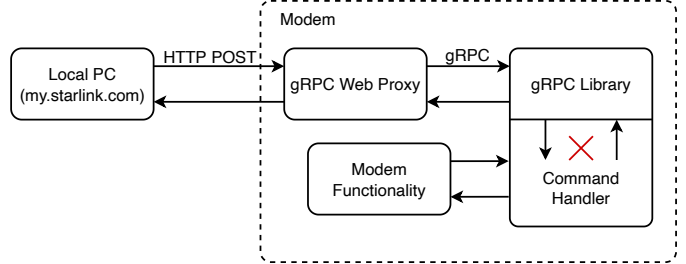 Modem
Local PC
(my.starlink.com)
HTTP POST
gRPC Web Proxy
gRPC
gRPC Library
Modem
Functionality
Command
Handler